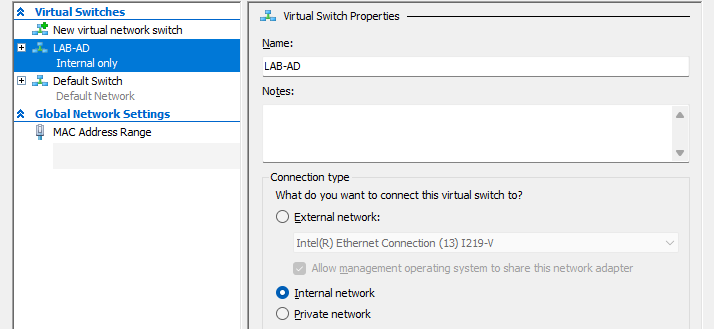 Virtual Switches
New virtual network switch
LAB-AD
Internal only
Default Switch
Default Network
Global Network Settings
MAC Address Range
Virtual Switch Properties
Name:
LAB-AD
Notes:
Connection type
What do you want to connect this virtual switch to?
External network:
Intel(R) Ethernet Connection (13) I219-V
Allow management operating system to share this network adapter
Internal network
Private network